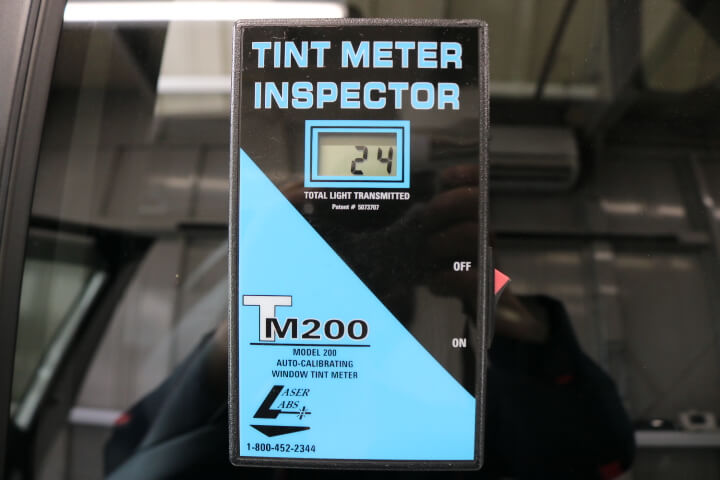 TINT METER
INSPECTOR
24
TOTAL LIGHT TRANSMITTED
Patent # 5073707
OFF
ON
TM200
MODEL 200
AUTO-CALIBRATING
WINDOW TINT METER
LASER
LABS
1-800-452-2344